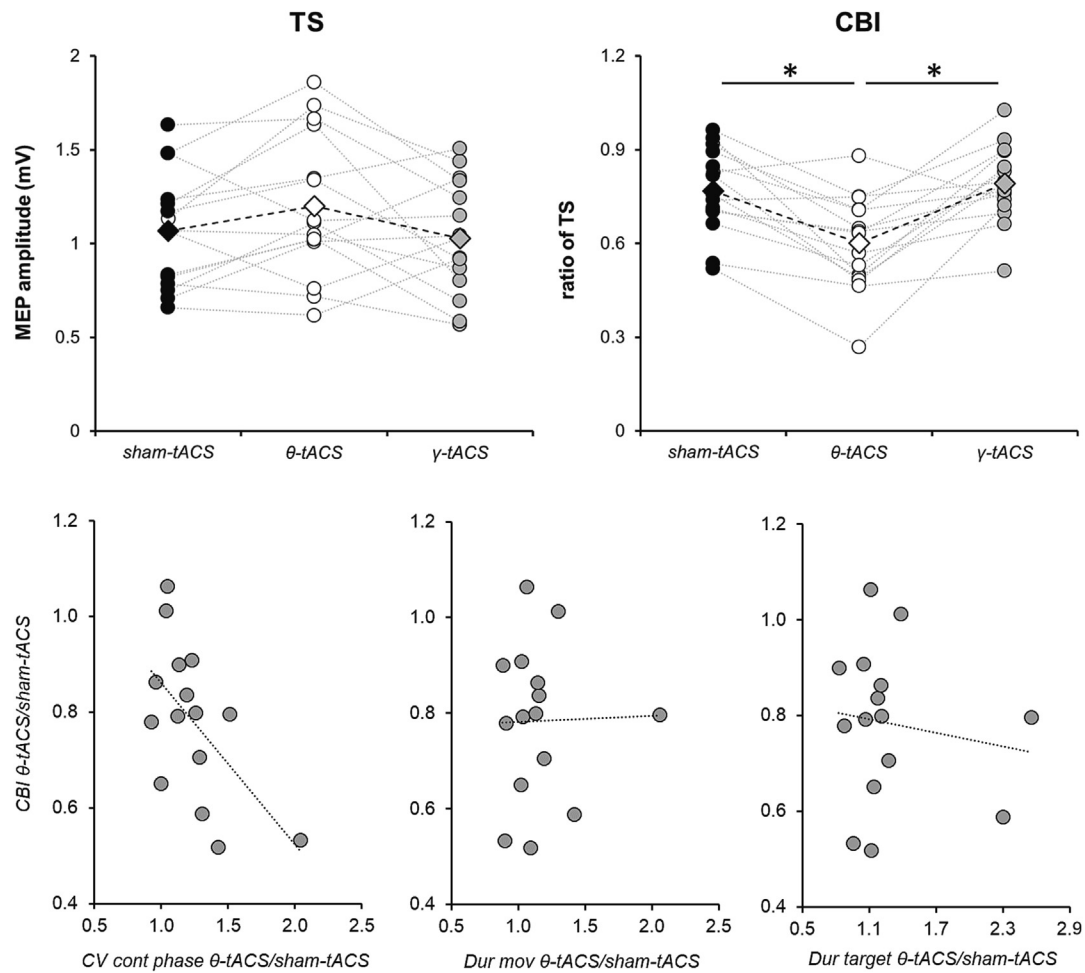 TS
MEP amplitude (mV)
2
1.5
1
0.5
0
sham-tACS θ-tACS γ-tACS
CBI
ratio of TS
1.2
0.9
0.6
0.3
0
* *
sham-tACS θ-tACS γ-tACS
CBI θ-tACS/sham-tACS
1.2
1.0
0.8
0.6
0.4
0.5 1.0 1.5 2.0 2.5
CV cont phase θ-tACS/sham-tACS
1.2
1.0
0.8
0.6
0.4
0.5 1.0 1.5 2.0 2.5
Dur mov θ-tACS/sham-tACS
1.2
1.0
0.8
0.6
0.4
0.5 1.1 1.7 2.3 2.9
Dur target θ-tACS/sham-tACS